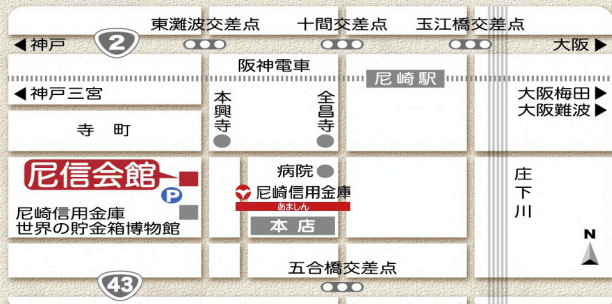 東灘波交差点
十間交差点
玉江橋交差点
◀神戸
2
大阪▶
阪神電車
尼崎駅
◀神戸三宮
大阪梅田▶
大阪難波▶
本興寺
全昌寺
寺町
病院
尼信会館
P
尼崎信用金庫
あましん
本店
尼崎信用金庫
世界の貯金箱博物館
庄下川
N
五合橋交差点
43